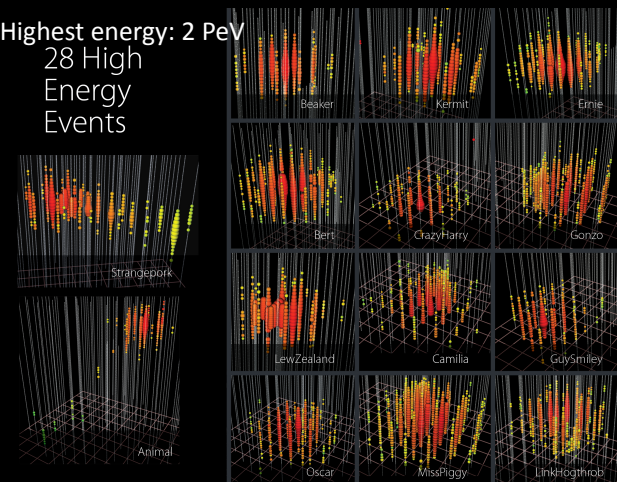 Highest energy: 2 PeV
28 High
Energy
Events
Strangepork
Animal
Beaker
Kermit
Ernie
Bert
CrazyHarry
Gonzo
LewZealand
Camilia
GuySmiley
Oscar
MissPiggy
LinkHogthrob